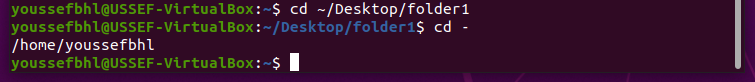 youssefbhl@USSEF-VirtualBox:~$ cd ~/Desktop/folder1
youssefbhl@USSEF-VirtualBox:~/Desktop/folder1$ cd -
/home/youssefbhl
youssefbhl@USSEF-VirtualBox:~$